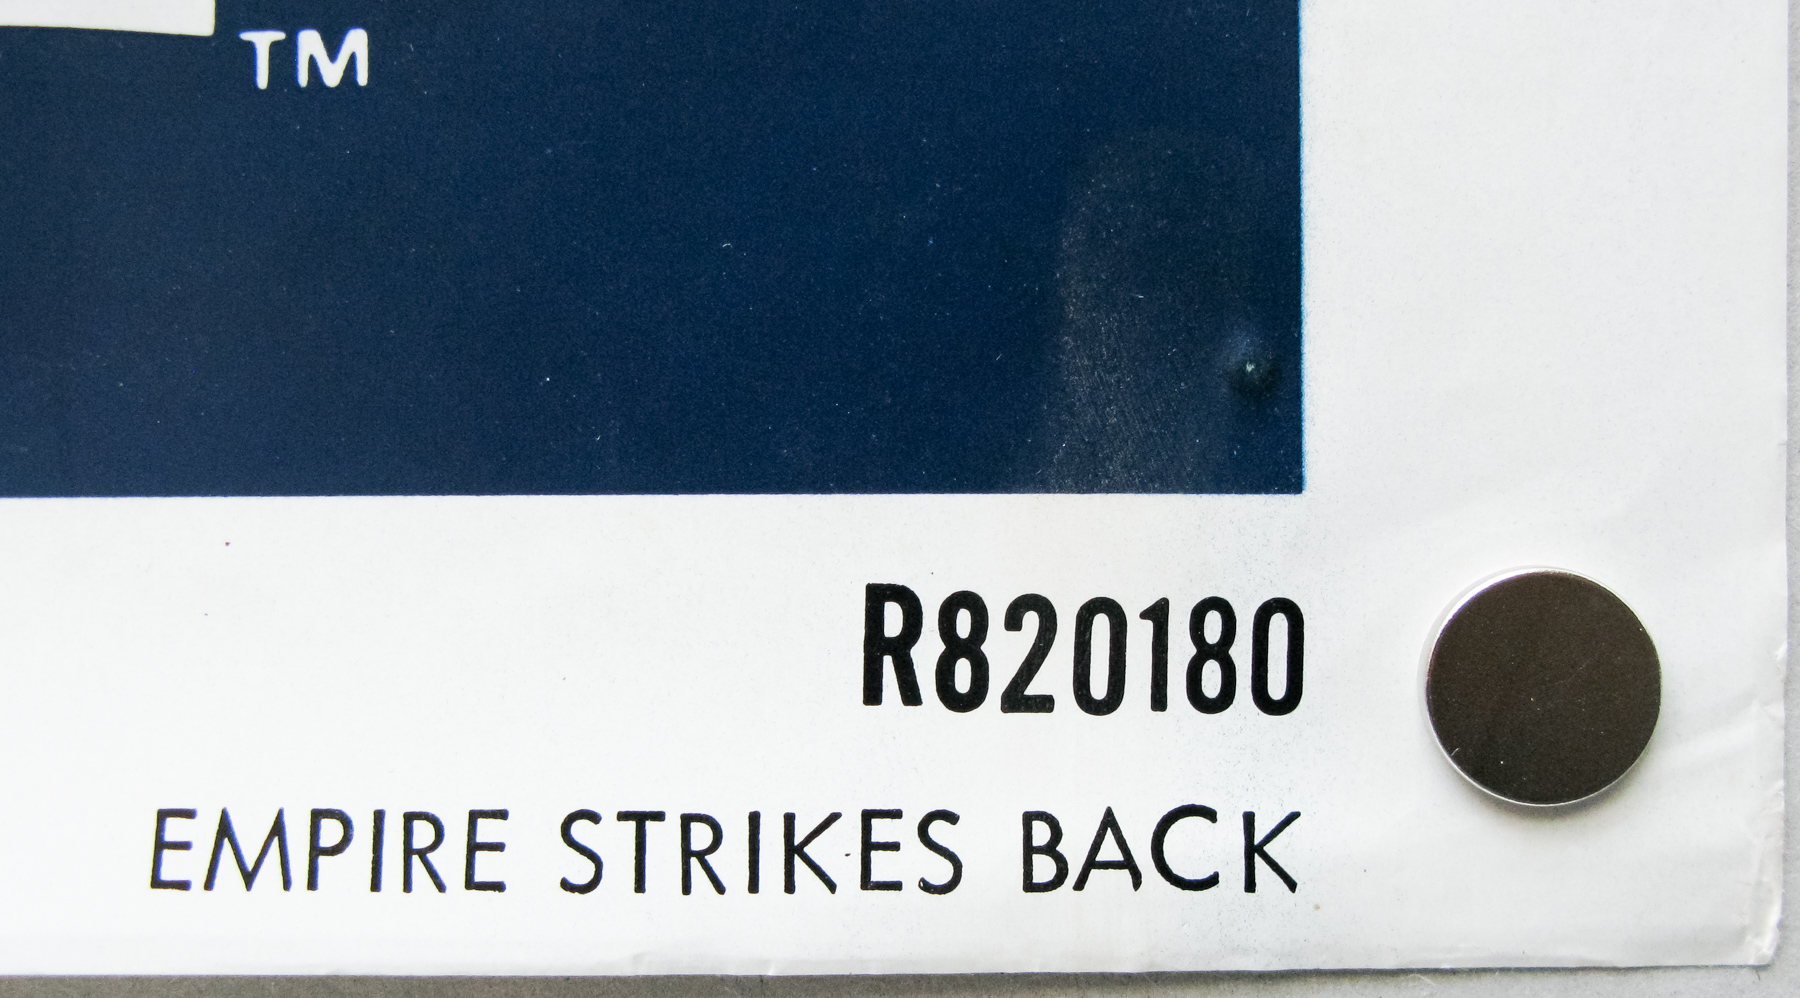 TM
R820180
EMPIRE STRIKES BACK